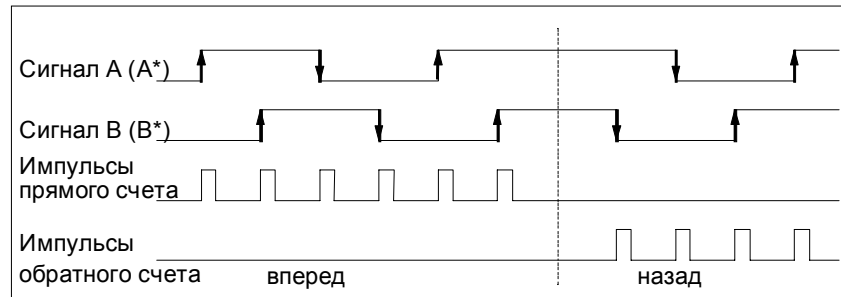 Сигнал A (A*)
Сигнал B (B*)
Импульсы
прямого счета
Импульсы
обратного счета
вперед
назад